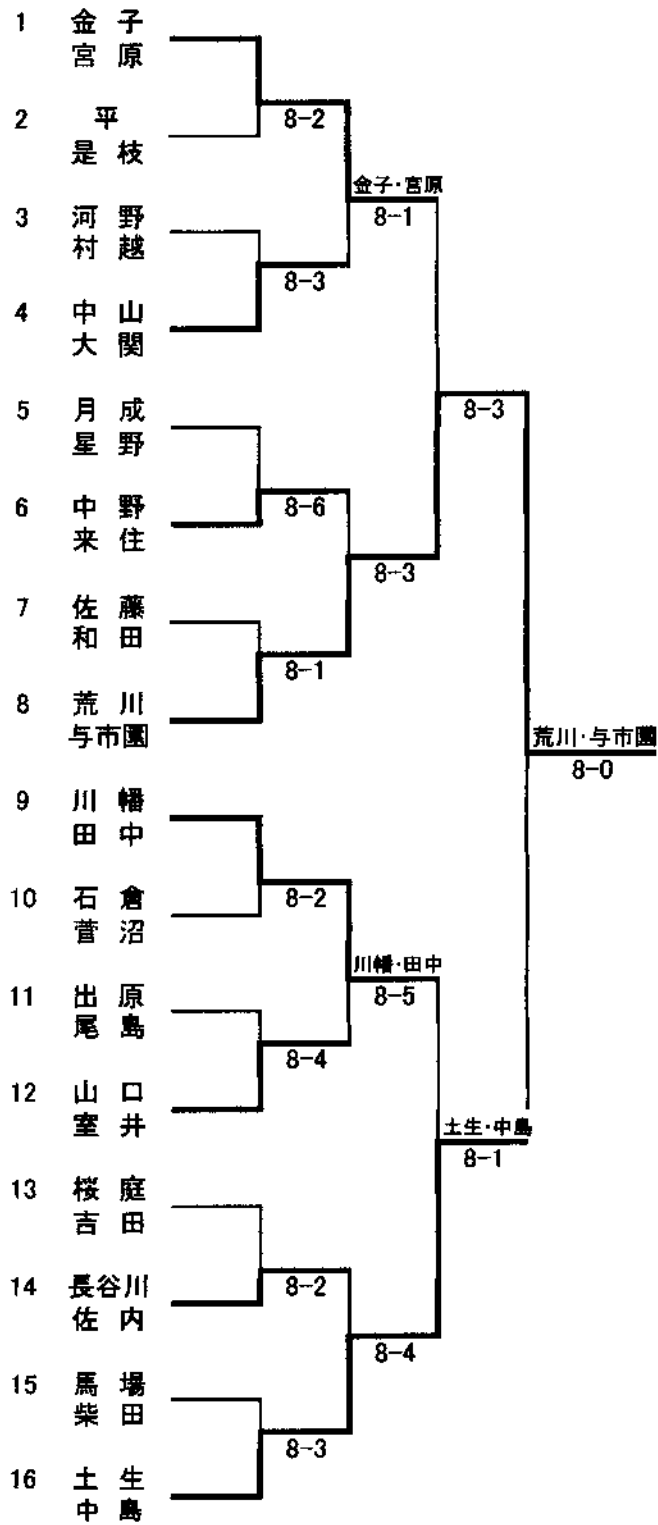 1 金子
宮原
8-2
2 平
是枝
金子・宮原
8-1
3 河野
村越
8-3
4 中山
大関
8-3
5 月成
星野
8-6
6 中野
来住
8-3
7 佐藤
和田
8-1
8 荒川
与市園
荒川・与市園
8-0
9 川幡
田中
8-2
10 石倉
菅沼
川幡・田中
8-5
11 出原
尾島
8-4
12 山口
室井
土生・中島
8-1
13 桜庭
吉田
8-2
14 長谷川
佐内
8-4
15 馬場
柴田
8-3
16 土生
中島